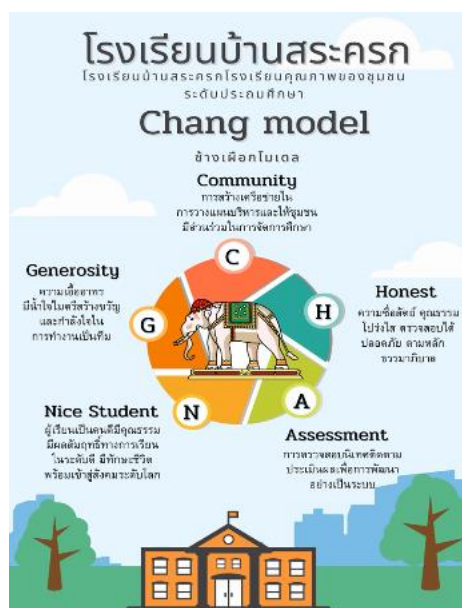 โรงเรียนบ้านสระครก
โรงเรียนบ้านสระครกโรงเรียนคุณภาพของชุมชน
ระดับประถมศึกษา
Chang model
ช้างเผือกโมเดล
Community
การสร้างเครือข่ายใน
การวางแผนบริหารและให้ชุมชน
มีส่วนร่วมในการจัดการศึกษา
C
Generosity
ความเอื้ออาทร
มีน้ำใจไมตรีสร้างขวัญ
และกำลังใจใน
การทำงานเป็นทีม
G
H
Honest
ความซื่อสัตย์ คุณธรรม
โปร่งใส ตรวจสอบได้
ปลอดภัย ตามหลัก
ธรรมาภิบาล
Nice Student
ผู้เรียนเป็นคนดีมีคุณธรรม
มีผลสัมฤทธิ์ทางการเรียน
ในระดับดี มีทักษะชีวิต
พร้อมเข้าสู่สังคมระดับโลก
N
A
Assessment
การตรวจสอบนิเทศติดตาม
ประเมินผลเพื่อการพัฒนา
อย่างเป็นระบบ